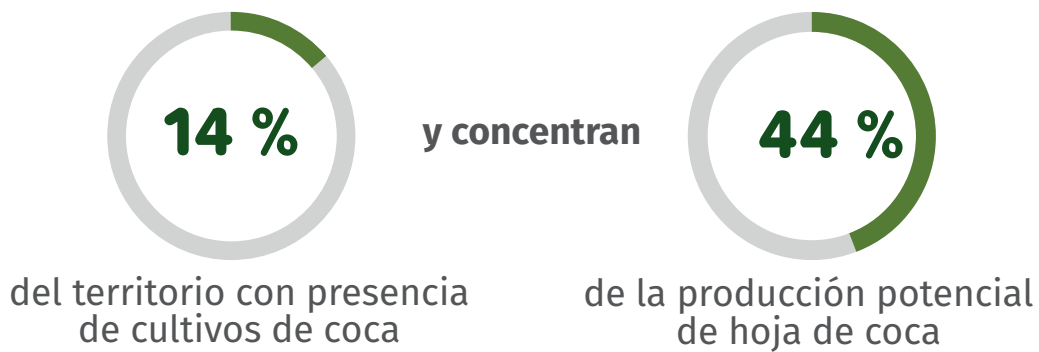 14 %
del territorio con presencia
de cultivos de coca
y concentran
44 %
de la producción potencial
de hoja de coca